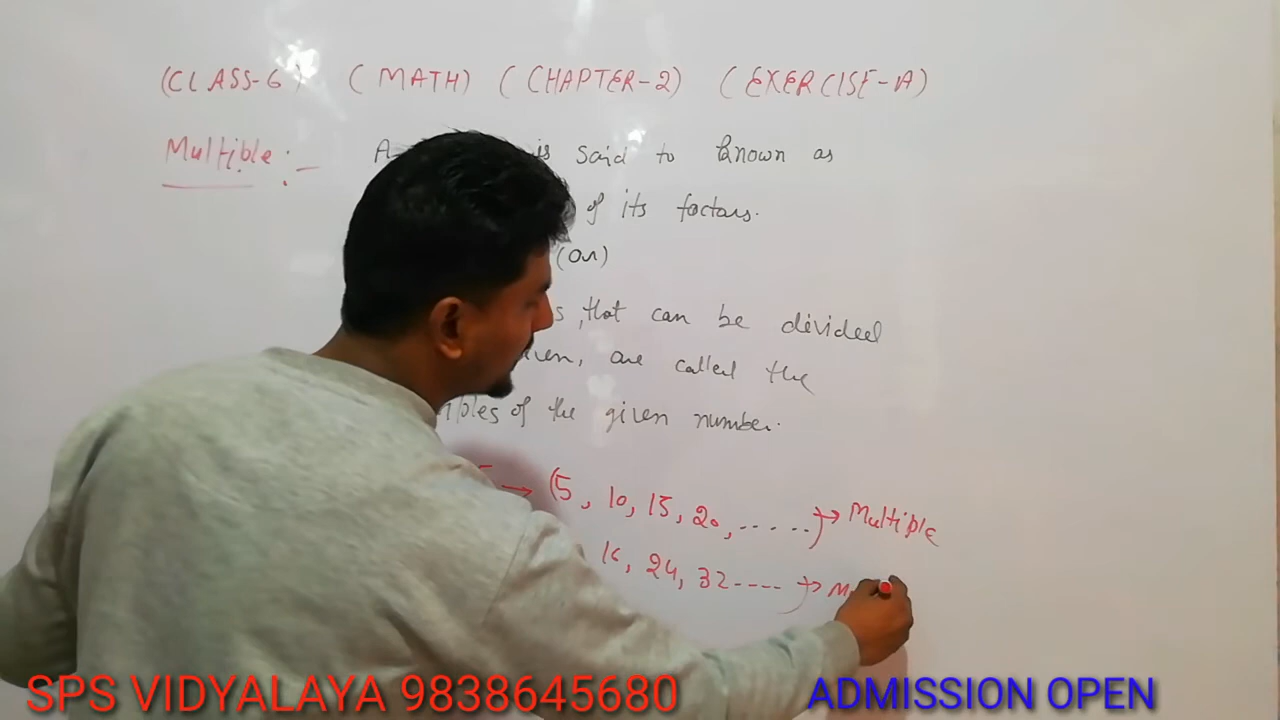 (CLASS-6) (MATH) (CHAPTER-2) (EXERCISE-A)
Multible :- A is said to known as
of its factors.
(Or)
that can be divided
are called the
of the given number.
→ (5, 10, 15, 20, ......) → Multiple
16, 24, 32 ----) → M
SPS VIDYALAYA 9838645680 ADMISSION OPEN